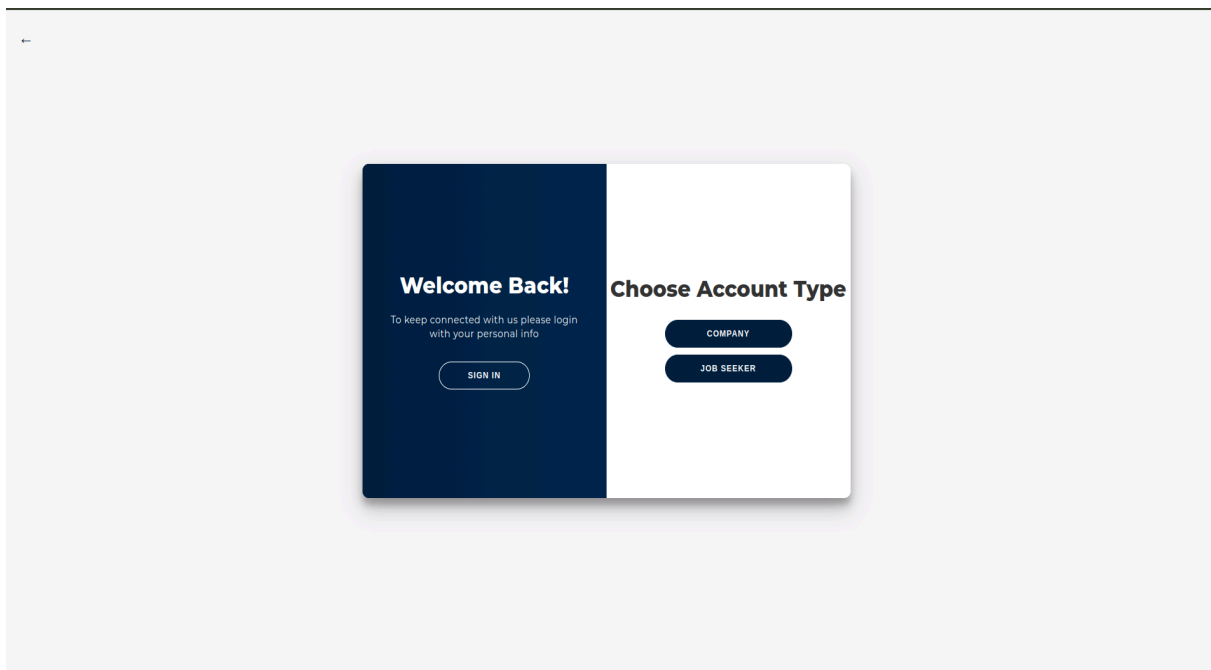 ←
Welcome Back!
To keep connected with us please login
with your personal info
SIGN IN
Choose Account Type
COMPANY
JOB SEEKER